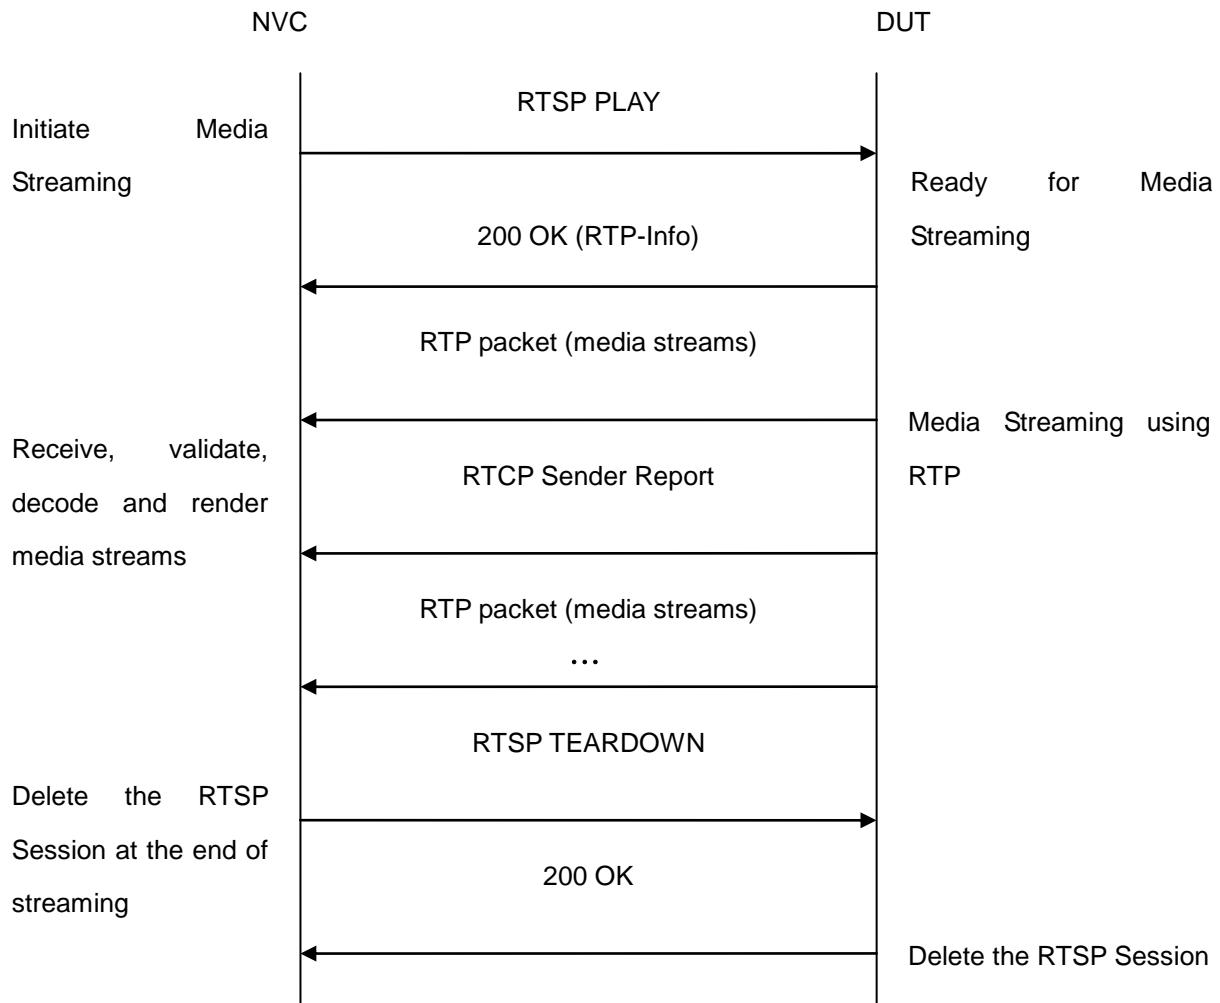 NVC
DUT
RTSP PLAY
Initiate Media
Streaming
Ready for Media
Streaming
200 OK (RTP-Info)
RTP packet (media streams)
Media Streaming using
RTP
Receive, validate,
decode and render
media streams
RTCP Sender Report
RTP packet (media streams)
...
RTSP TEARDOWN
Delete the RTSP
Session at the end of
streaming
200 OK
Delete the RTSP Session